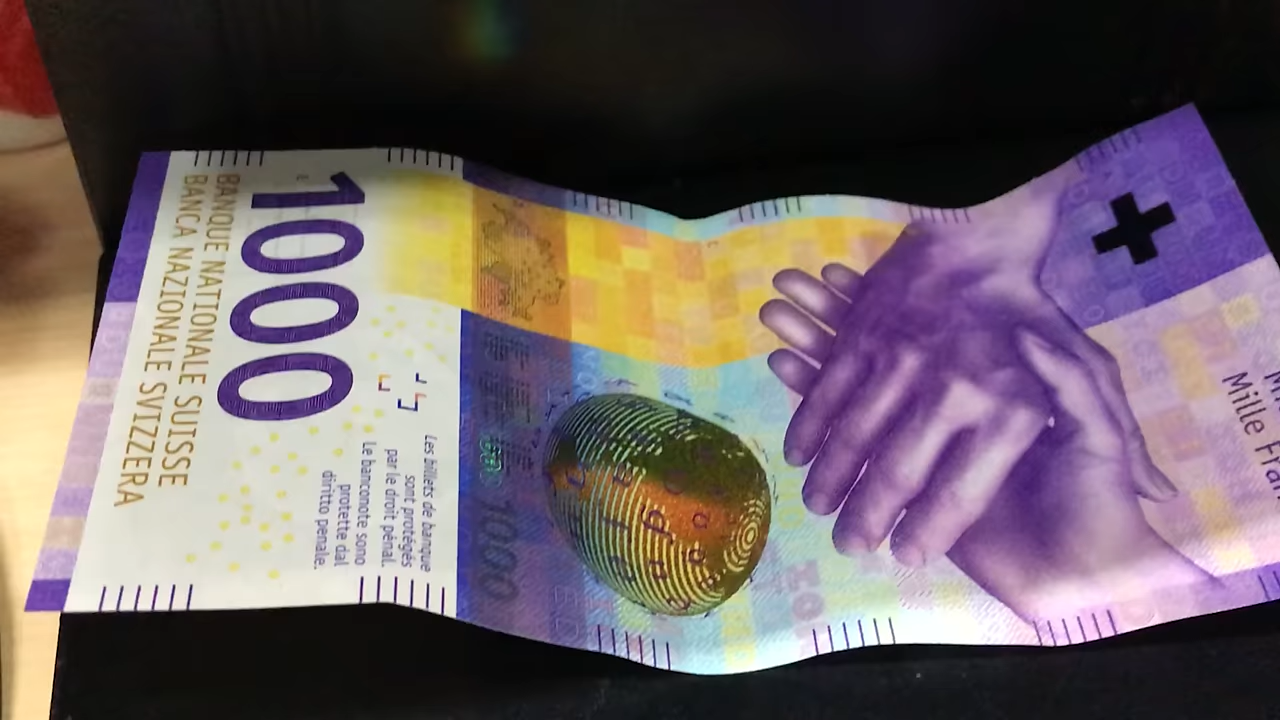 1000
BANQUE NATIONALE SUISSE
BANCA NAZIONALE SVIZZERA
Les billets de banque
sont protégés
par le droit pénal.
Le banconote sono
protette dal
diritto penale.
1000
Mille Fran